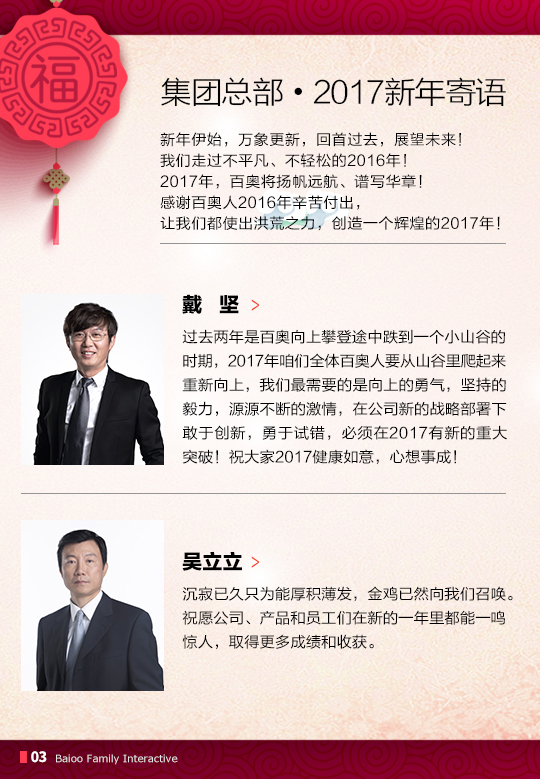 福
集团总部·2017新年寄语
新年伊始，万象更新，回首过去，展望未来！
我们走过不平凡、不轻松的2016年！
2017年，百奥将扬帆远航、谱写华章！
感谢百奥人2016年辛苦付出，
让我们都使出洪荒之力，创造一个辉煌的2017年！
戴 坚 >
过去两年是百奥向上攀登途中跌到一个小山谷的
时期，2017年咱们全体百奥人要从山谷里爬起来
重新向上，我们最需要的是向上的勇气，坚持的
毅力，源源不断的激情，在公司新的战略部署下
敢于创新，勇于试错，必须在2017有新的重大
突破！祝大家2017健康如意，心想事成！
吴立立 >
沉寂已久只为能厚积薄发，金鸡已然向我们召唤。
祝愿公司、产品和员工们在新的一年里都能一鸣
惊人，取得更多成绩和收获。
03 Baioo Family Interactive